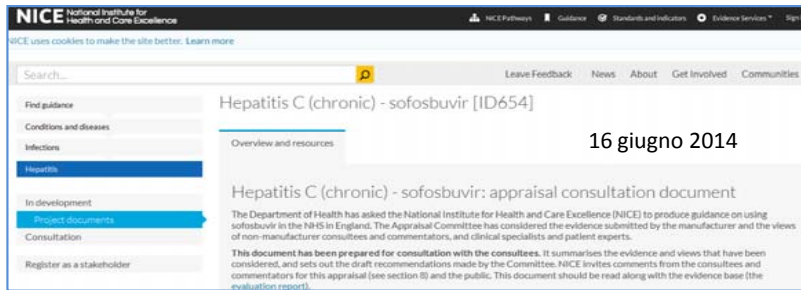 NICE National Institute for Health and Care Excellence
NICE Pathways Guidance Standards and indicators Evidence Services Sign
NICE uses cookies to make the site better. Learn more
Search...
Leave Feedback News About Get Involved Communities
Find guidance
Conditions and diseases
Infections
Hepatitis
In development
Project documents
Consultation
Register as a stakeholder
Hepatitis C (chronic) - sofosbuvir [ID654]
Overview and resources
16 giugno 2014
Hepatitis C (chronic) - sofosbuvir: appraisal consultation document
The Department of Health has asked the National Institute for Health and Care Excellence (NICE) to produce guidance on using
sofosbuvir in the NHS in England. The Appraisal Committee has considered the evidence submitted by the manufacturer and the views
of non-manufacturer consultees and commentators, and clinical specialists and patient experts.
This document has been prepared for consultation with the consultees. It summarises the evidence and views that have been
considered, and sets out the draft recommendations made by the Committee. NICE invites comments from the consultees and
commentators for this appraisal (see section 8) and the public. This document should be read along with the evidence base (the
evaluation report).